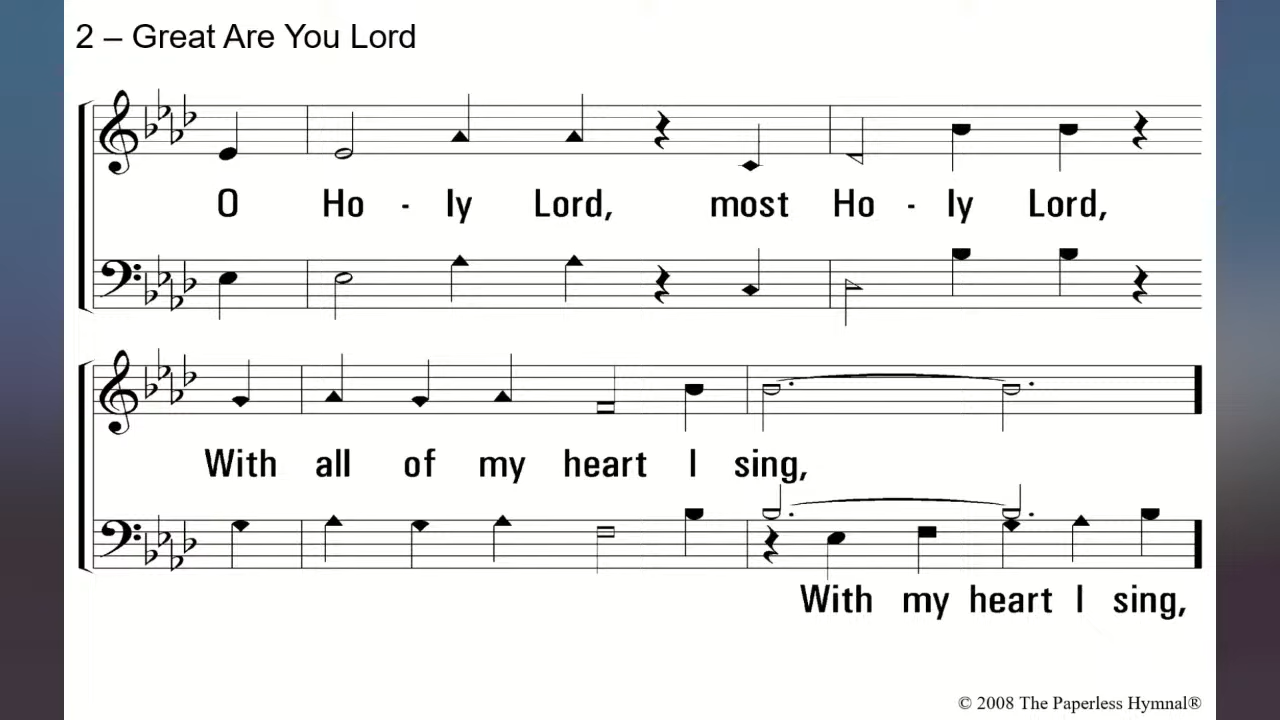 2 – Great Are You Lord
O Ho - ly Lord, most Ho - ly Lord,
With all of my heart I sing,
With my heart I sing,
© 2008 The Paperless Hymnal®